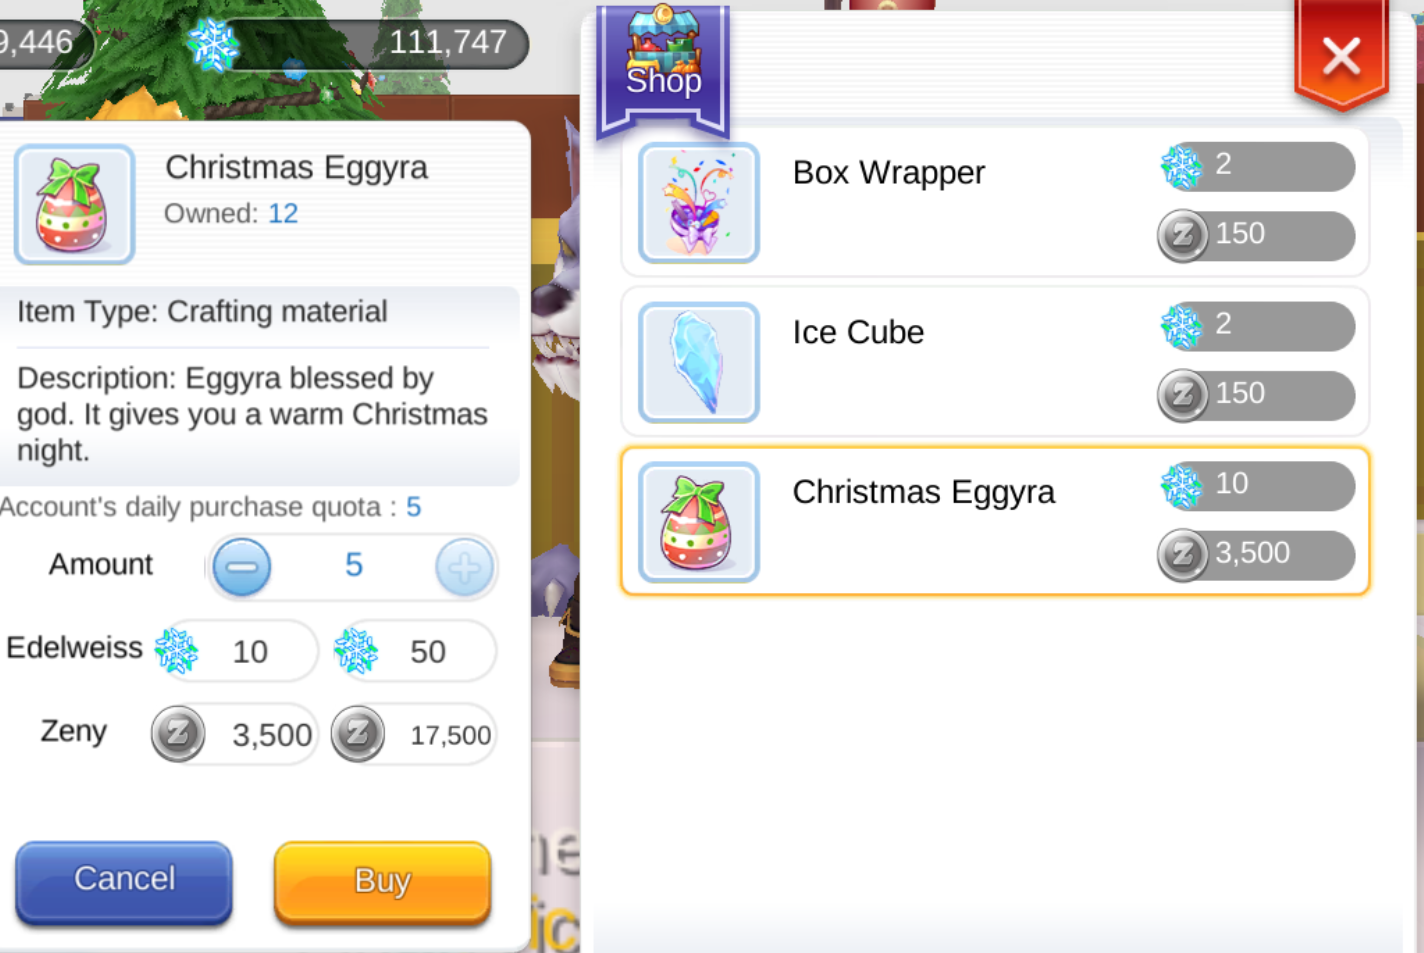 9,446
111,747
Christmas Eggyra
Owned: 12
Item Type: Crafting material
Description: Eggyra blessed by
god. It gives you a warm Christmas
night.
Account's daily purchase quota : 5
Amount
5
Edelweiss
10
50
Zeny
3,500
17,500
Cancel
Buy
Shop
Box Wrapper
2
150
Ice Cube
2
150
Christmas Eggyra
10
3,500